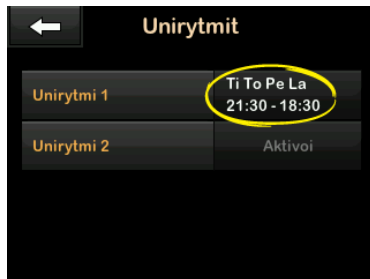 Unirytmit
Unirytmi 1
Ti To Pe La
21:30 - 18:30
Unirytmi 2
Aktivoi